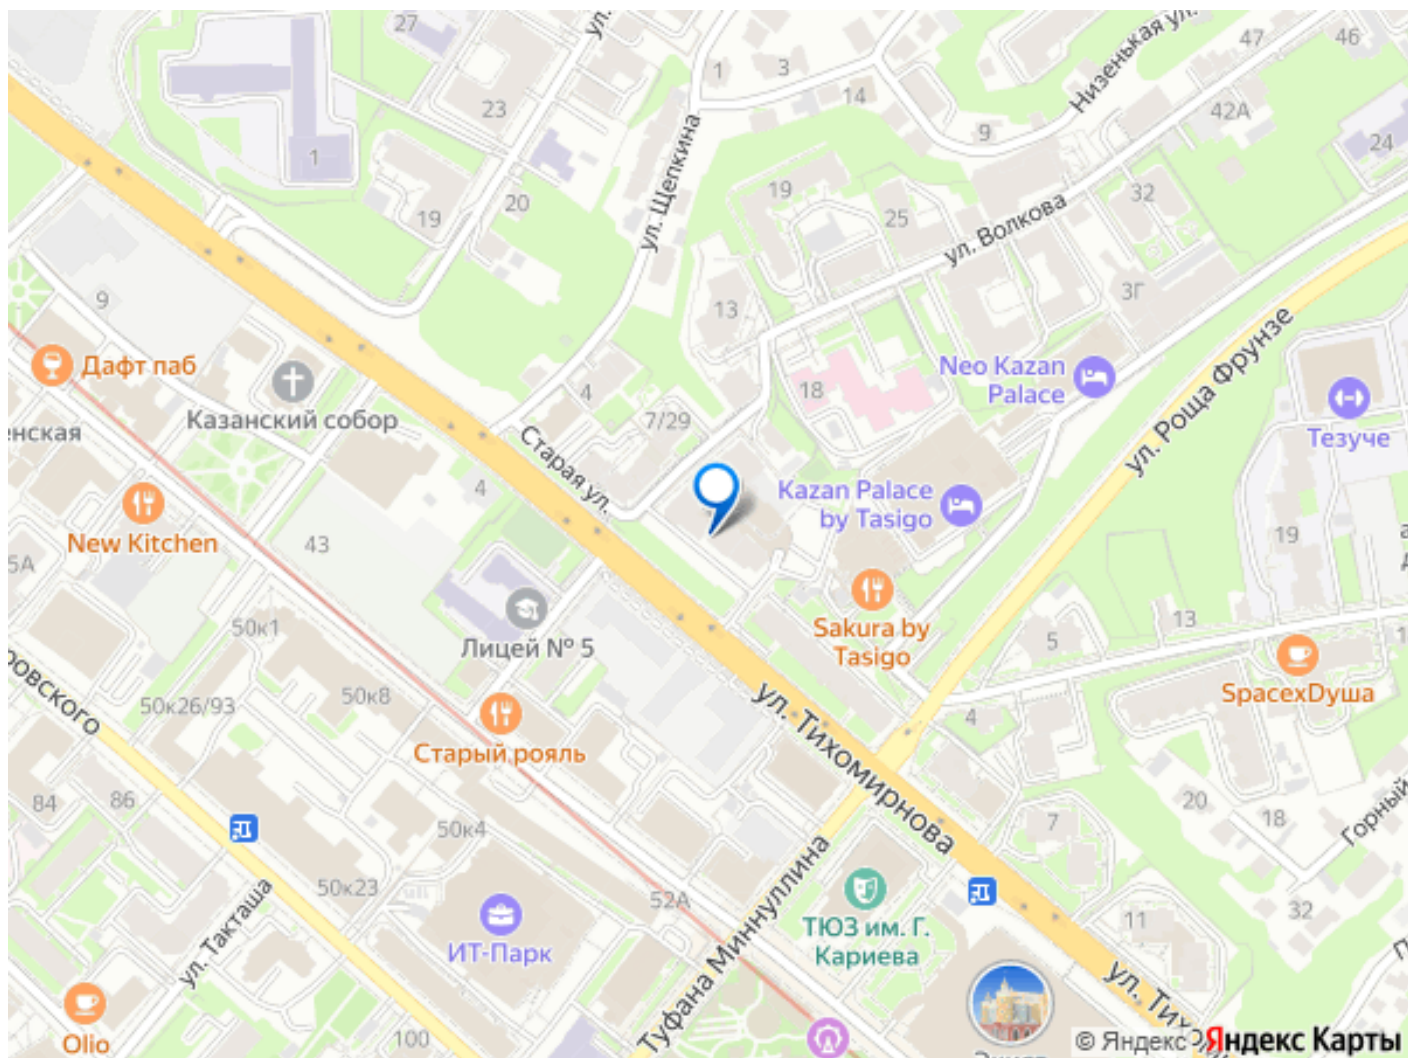 27
ул.
1
3
47
46
Низенькая ул.
14
42А
23
9
24
1
ул. Щепкина
19
32
20
19
25
ул. Волкова
9
13
3Г
Дафт паб
Neo Kazan
Palace
ул. Роща Фрунзе
Казанский собор
4
18
7/29
Тезуче
нская
Старая ул.
4
Kazan Palace
by Tasigo
New Kitchen
43
19
5А
50к1
Лицей № 5
Sakura by
Tasigo
5
13
1
50к26/93
50к8
SpacexDуша
ровского
ул. Тихомирнова
4
Старый рояль
84
86
20
18
Горный
50к4
7
50к23
52А
ул. Такташа
ИТ-Парк
Туфана Миннуллина
ТЮЗ им. Г.
Кариева
11
32
Olio
100
ул. Тихо
© Яндекс Яндекс Карты